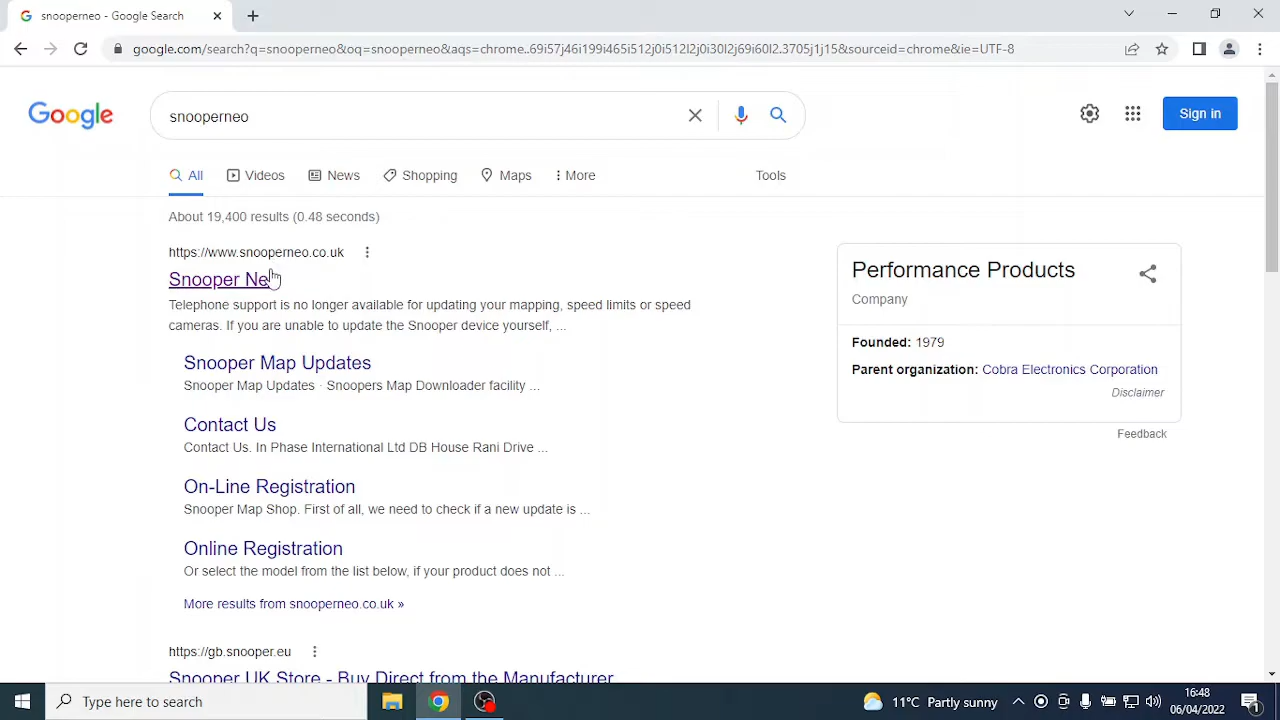 snooperneo - Google Search
google.com/search?q=snooperneo&oq=snooperneo&aqs=chrome..69i57j46i199i465i512j0i512l2j0i30l2j69i60l2.3705j1j15&sourceid=chrome&ie=UTF-8
Google
snooperneo
Sign in
All
Videos
News
Shopping
Maps
More
Tools
About 19,400 results (0.48 seconds)
https://www.snooperneo.co.uk
Snooper Neo
Telephone support is no longer available for updating your mapping, speed limits or speed
cameras. If you are unable to update the Snooper device yourself, ...
Snooper Map Updates
Snooper Map Updates · Snoopers Map Downloader facility ...
Contact Us
Contact Us. In Phase International Ltd DB House Rani Drive ...
On-Line Registration
Snooper Map Shop. First of all, we need to check if a new update is ...
Online Registration
Or select the model from the list below, if your product does not ...
More results from snooperneo.co.uk »
https://gb.snooper.eu
Snooper UK Store - Buy Direct from the Manufacturer
Performance Products
Company
Founded: 1979
Parent organization: Cobra Electronics Corporation
Disclaimer
Feedback
Type here to search
11°C Partly sunny
16:48
06/04/2022
1